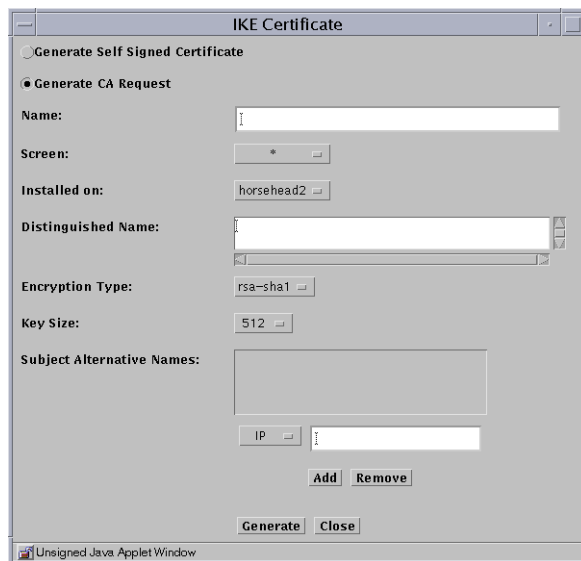 IKE Certificate
Generate Self Signed Certificate
Generate CA Request
Name:
Screen: *
Installed on: horsehead2
Distinguished Name:
Encryption Type: rsa-sha1
Key Size: 512
Subject Alternative Names:
IP
Add Remove
Generate Close
Unsigned Java Applet Window